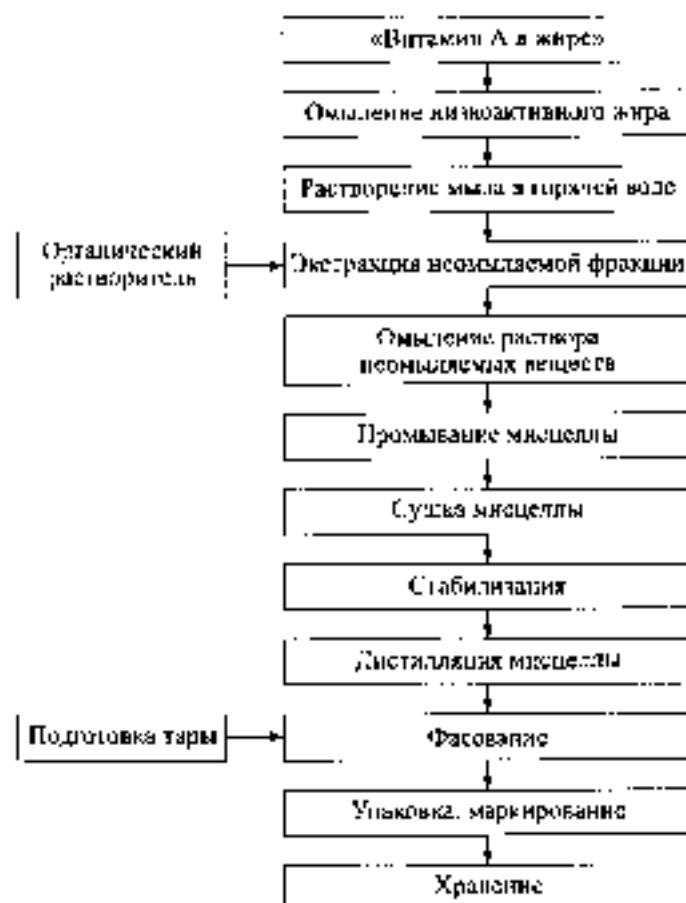 «Витамин А в жире»
Омыление низкоактивного жира
Растворение мыла в горячей воде
Органический
растворитель
Экстракция неомыляемой фракции
Омыление раствора
неомыляемых веществ
Промывание мисцеллы
Сушка мисцеллы
Стабилизация
Дистилляция мисцеллы
Подготовка тары
Фасование
Упаковка, маркирование
Хранение